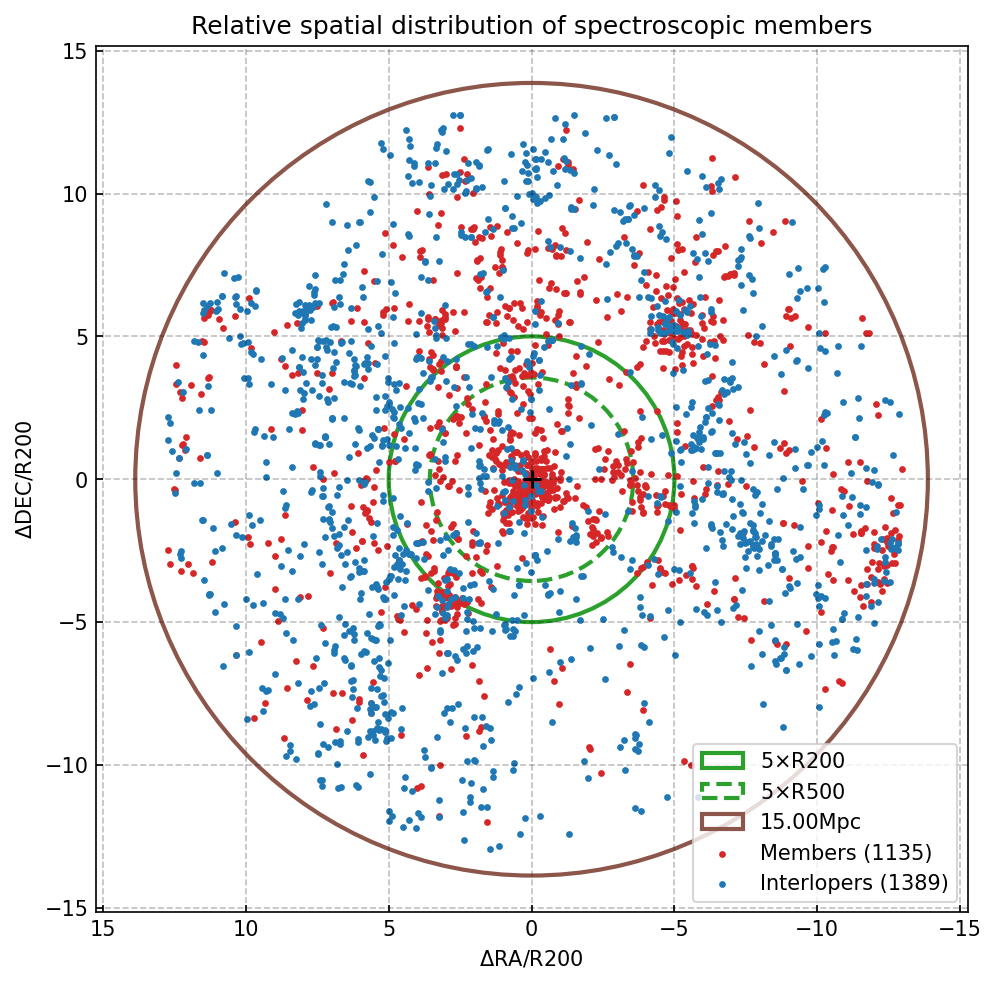 Relative spatial distribution of spectroscopic members
15
10
5
0
−5
−10
−15
ΔDEC/R200
15
10
5
0
−5
−10
−15
ΔRA/R200
5×R200
5×R500
15.00Mpc
Members (1135)
Interlopers (1389)